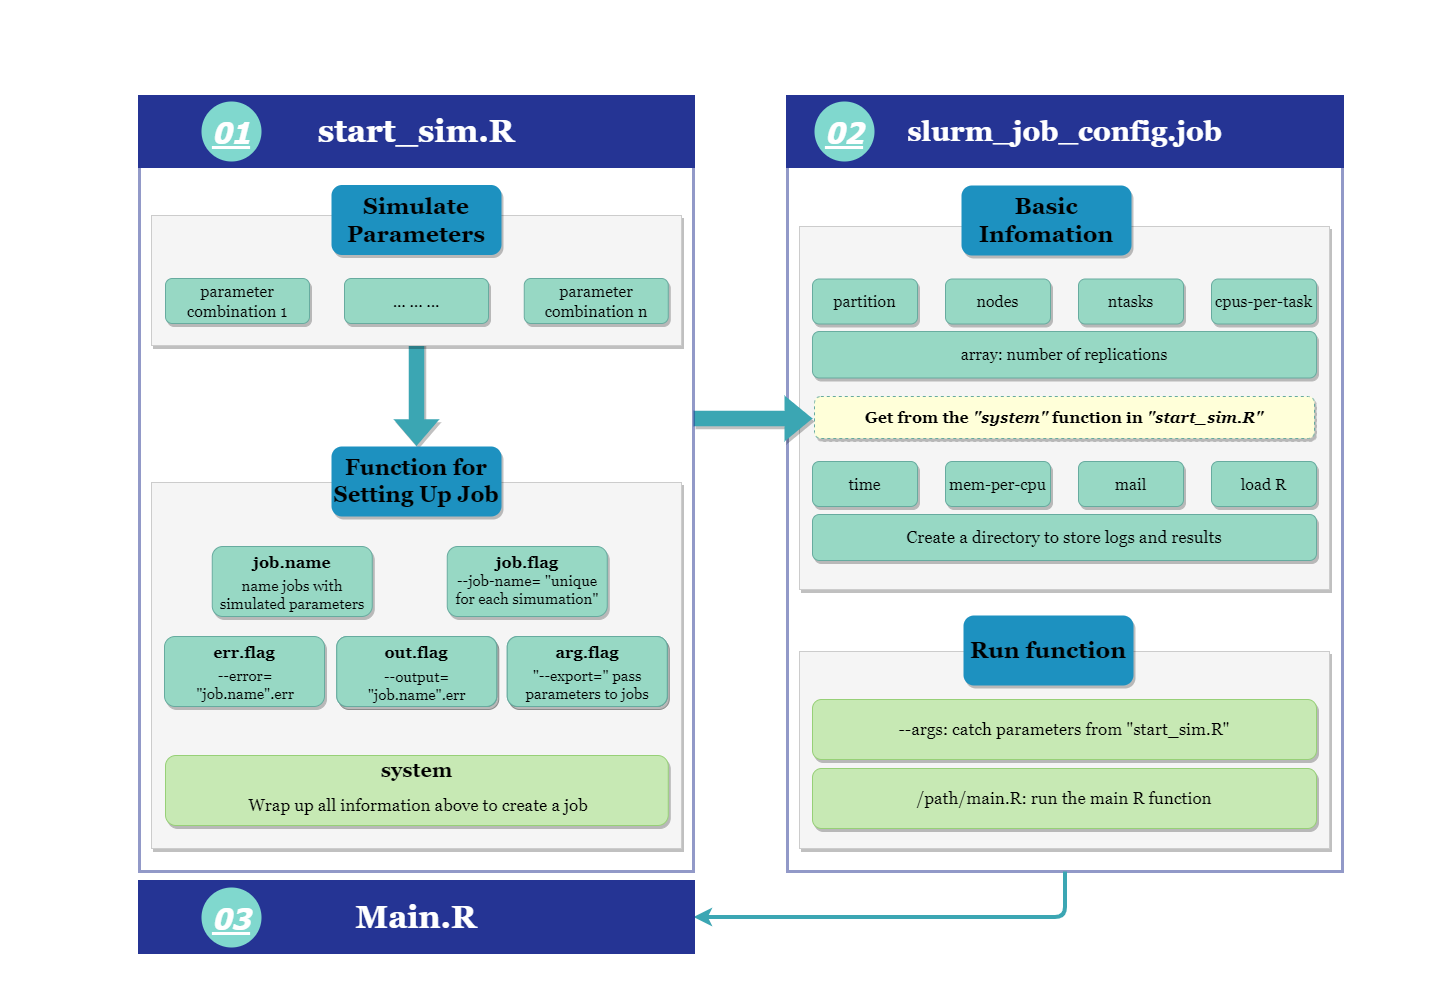 01
start_sim.R
Simulate
Parameters
parameter
combination 1
... ... ...
parameter
combination n
Function for
Setting Up Job
job.name
name jobs with
simulated parameters
job.flag
--job-name= "unique
for each simumation"
err.flag
--error=
"job.name".err
out.flag
--output=
"job.name".err
arg.flag
"--export=" pass
parameters to jobs
system
Wrap up all information above to create a job
02
slurm_job_config.job
Basic
Infomation
partition
nodes
ntasks
cpus-per-task
array: number of replications
Get from the "system" function in "start_sim.R"
time
mem-per-cpu
mail
load R
Create a directory to store logs and results
Run function
--args: catch parameters from "start_sim.R"
/path/main.R: run the main R function
03
Main.R